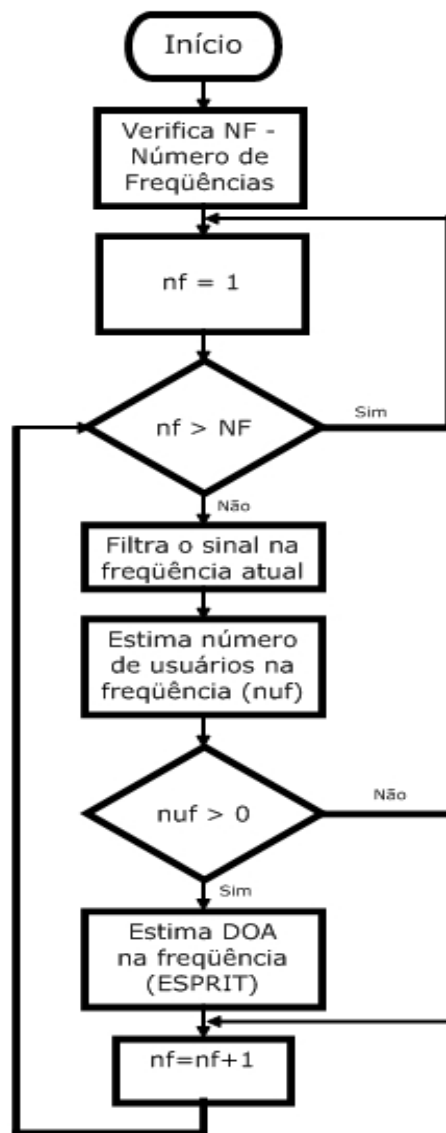 Início
Verifica NF -
Número de
Freqüências
nf = 1
nf > NF
Sim
Não
Filtra o sinal na
freqüência atual
Estima número
de usuários na
freqüência (nuf)
nuf > 0
Não
Sim
Estima DOA
na freqüência
(ESPRIT)
nf=nf+1